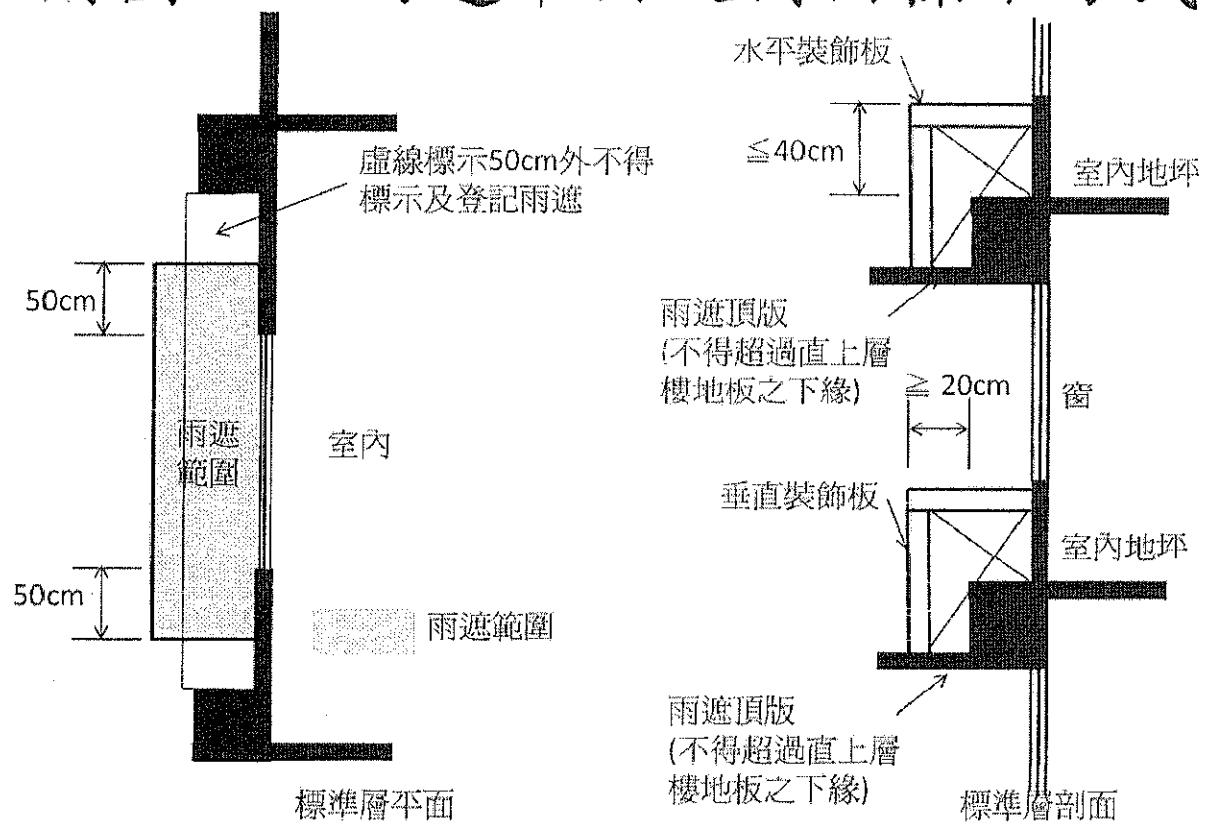 虛線標示50cm外不得
標示及登記雨遮
50cm
雨遮
範圍
室內
50cm
雨遮範圍
標準層平面
水平裝飾板
≦40cm
室內地坪
雨遮頂版
(不得超過直上層
樓地板之下緣)
≧ 20cm
窗
垂直裝飾板
室內地坪
雨遮頂版
(不得超過直上層
樓地板之下緣)
標準層剖面